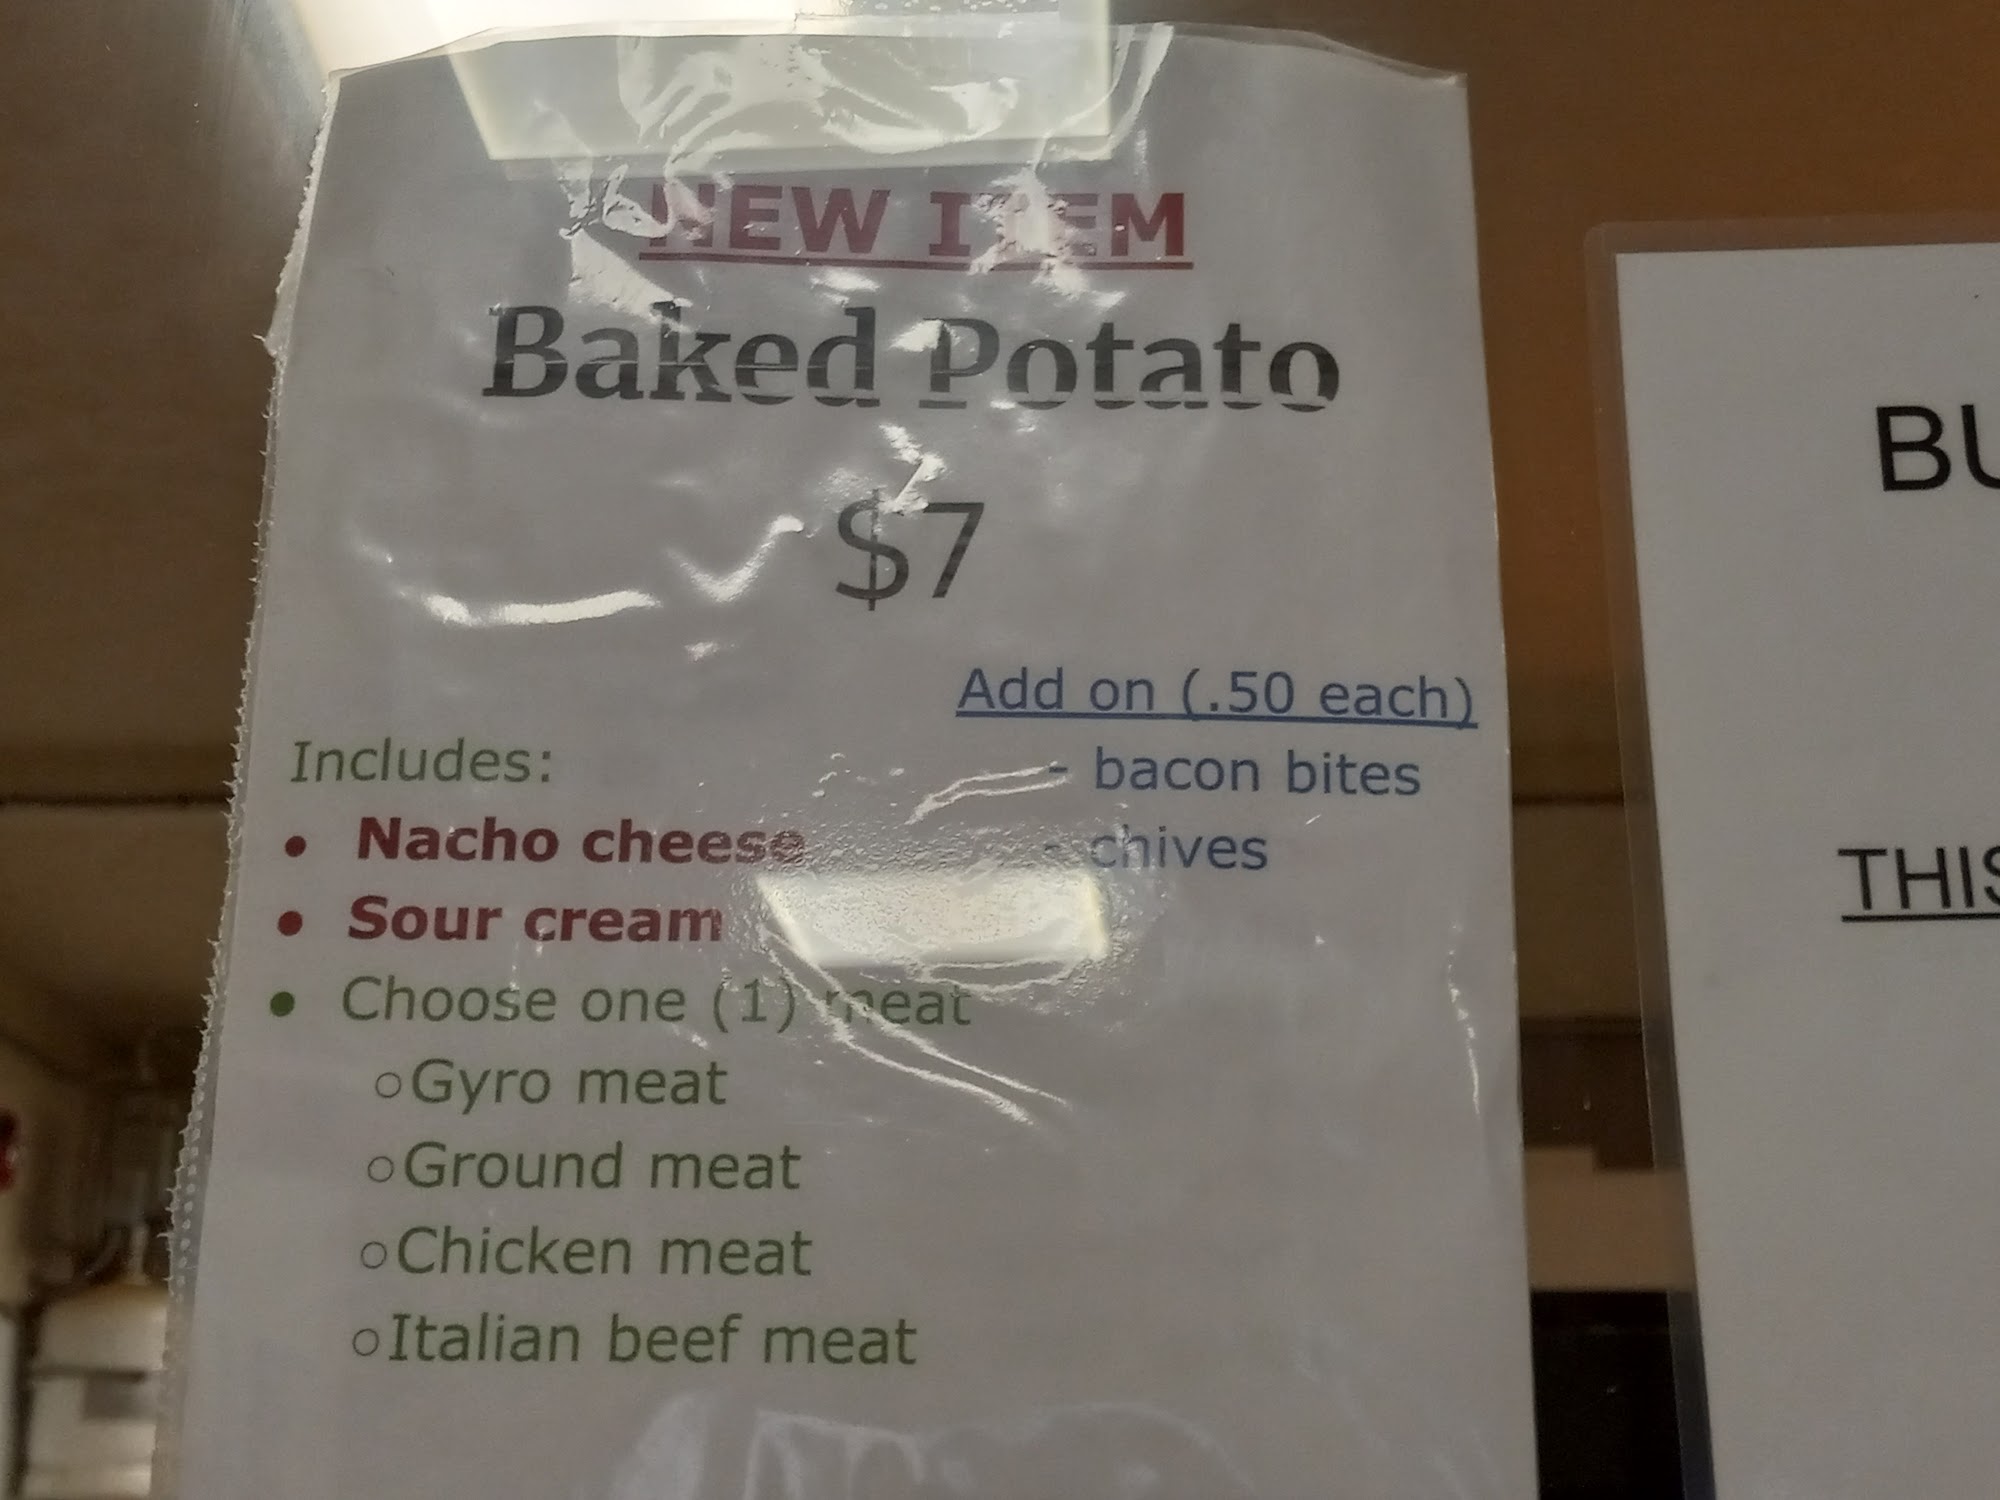 NEW ITEM
Baked Potato
$7
Add on (.50 each)
- bacon bites
- chives
Includes:
• Nacho cheese
• Sour cream
• Choose one (1) meat
○ Gyro meat
○ Ground meat
○ Chicken meat
○ Italian beef meat
BU
THIS